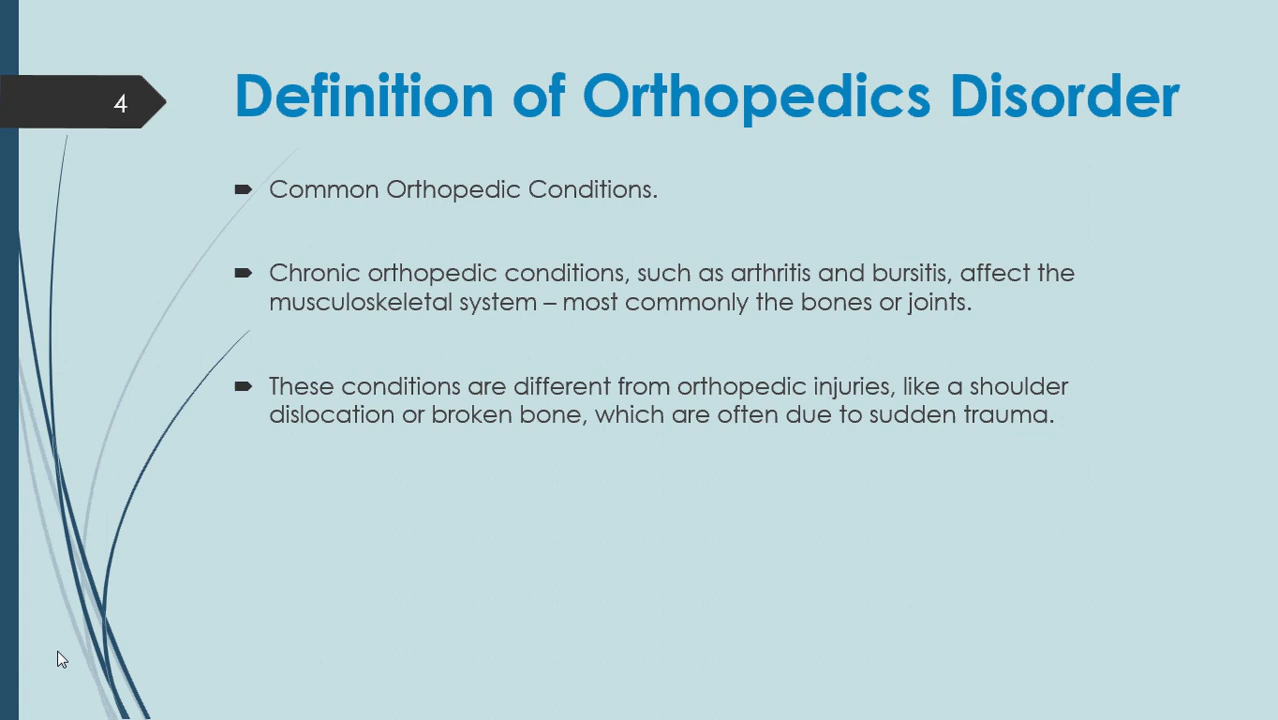 4
Definition of Orthopedics Disorder
Common Orthopedic Conditions.
Chronic orthopedic conditions, such as arthritis and bursitis, affect the
musculoskeletal system – most commonly the bones or joints.
These conditions are different from orthopedic injuries, like a shoulder
dislocation or broken bone, which are often due to sudden trauma.